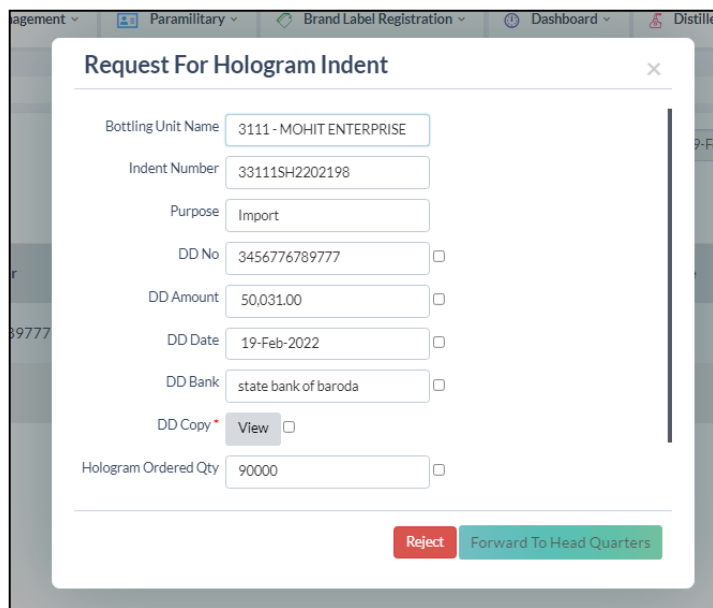 agement Paramilitary Brand Label Registration Dashboard Distille
Request For Hologram Indent ×
Bottling Unit Name 3111 - MOHIT ENTERPRISE
9-F
Indent Number 33111SH2202198
Purpose Import
DD No 3456776789777
r
DD Amount 50,031.00
89777
DD Date 19-Feb-2022
DD Bank state bank of baroda
DD Copy * View
Hologram Ordered Qty 90000
Reject Forward To Head Quarters